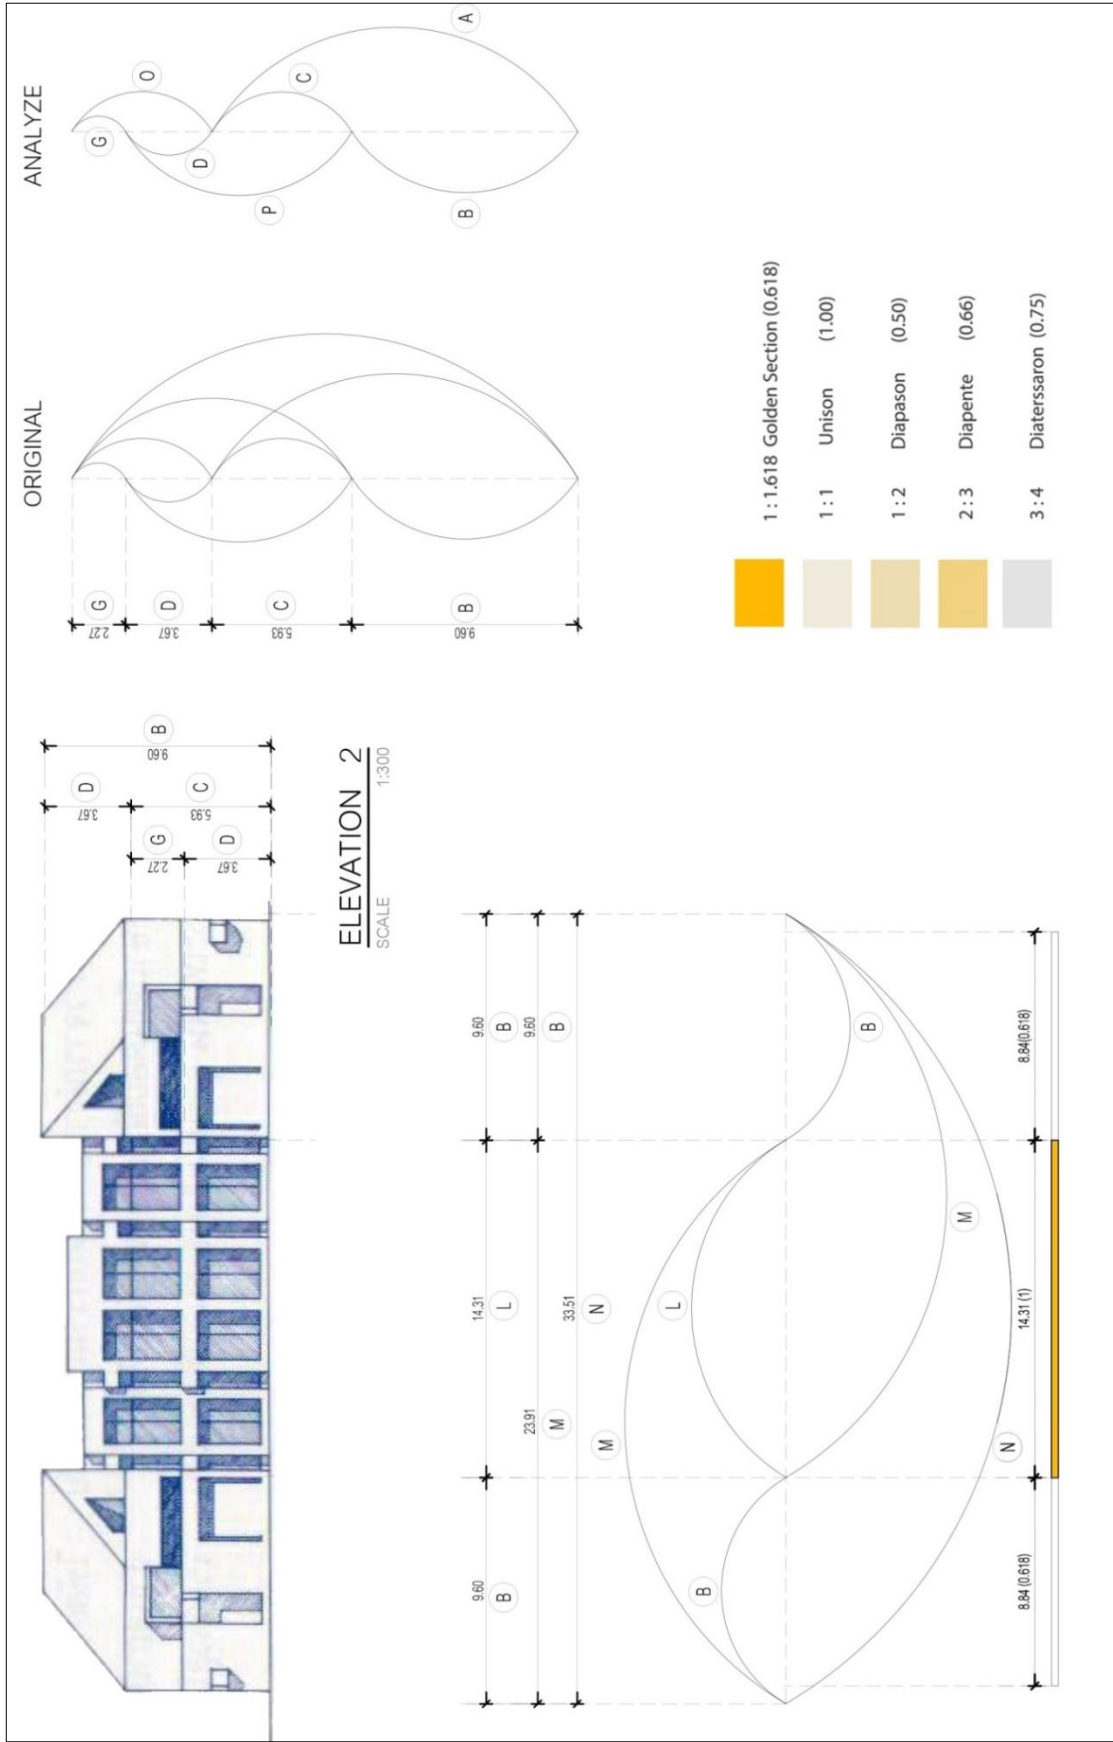 ANALYZE
G
O
D
P
C
B
A
ORIGINAL
2.27
G
3.67
D
5.93
C
9.60
B
1 : 1.618 Golden Section (0.618)
1 : 1 Unison (1.00)
1 : 2 Diapason (0.50)
2 : 3 Diapente (0.66)
3 : 4 Diaterssaron (0.75)
9.60
B
3.67
D
5.93
C
2.27
G
3.67
D
ELEVATION 2
SCALE 1:300
9.60
B
14.31
L
9.60
B
23.91
M
9.60
B
33.51
N
M
L
B
B
M
N
8.84 (0.618)
14.31 (1)
8.84(0.618)